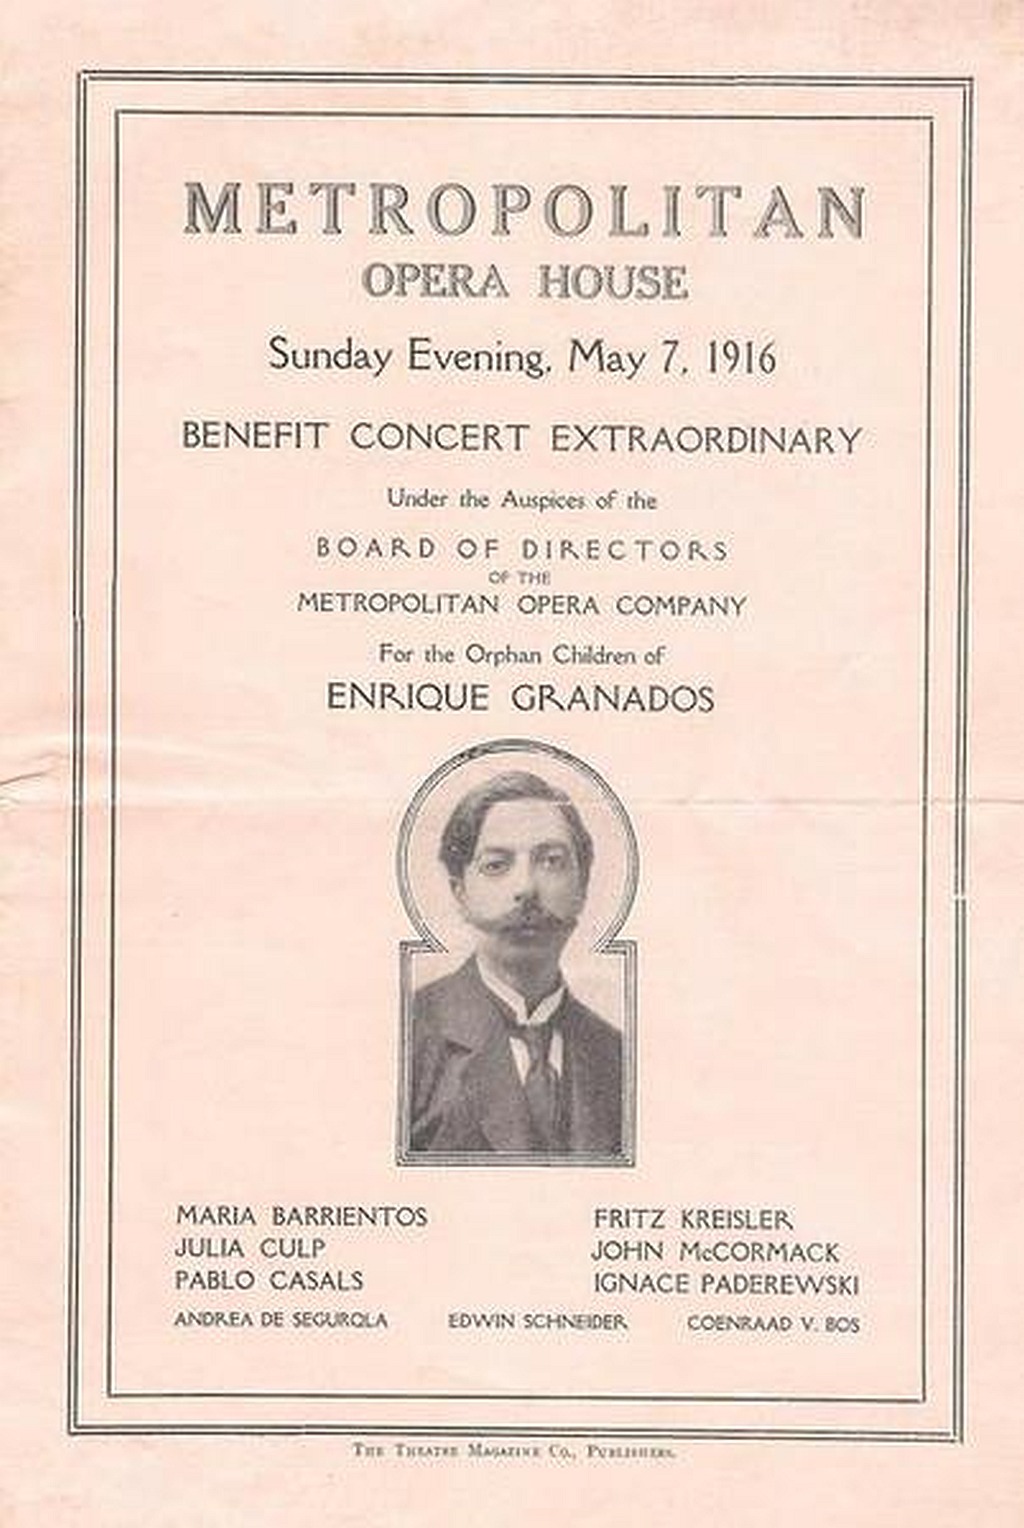 METROPOLITAN
OPERA HOUSE
Sunday Evening, May 7, 1916
BENEFIT CONCERT EXTRAORDINARY
Under the Auspices of the
BOARD OF DIRECTORS
OF THE
METROPOLITAN OPERA COMPANY
For the Orphan Children of
ENRIQUE GRANADOS
MARIA BARRIENTOS FRITZ KREISLER
JULIA CULP JOHN McCORMACK
PABLO CASALS IGNACE PADEREWSKI
ANDREA DE SEGUROLA EDWIN SCHNEIDER COENRAAD V. BOS
THE THEATRE MAGAZINE CO., PUBLISHERS.